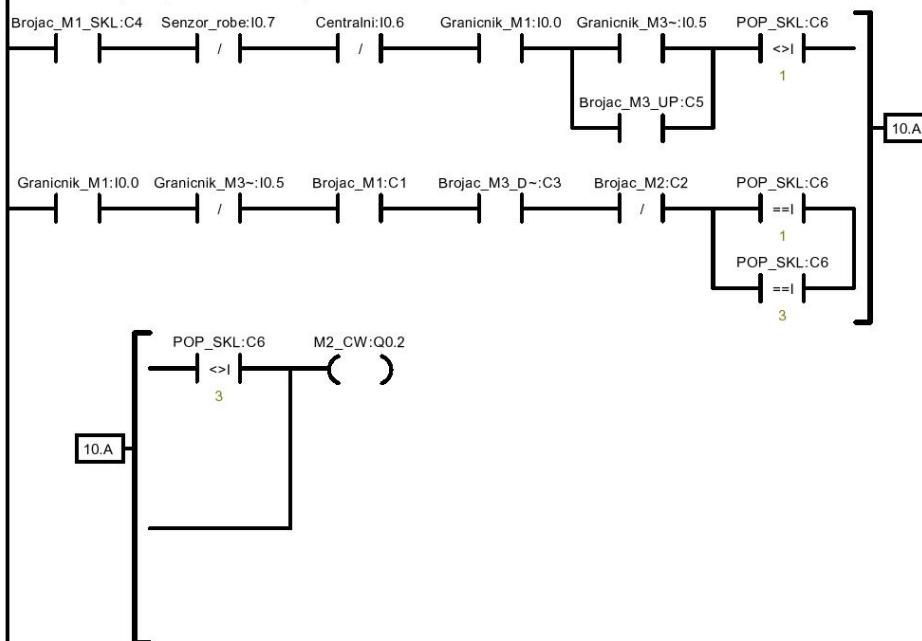 Brojac_M1_SKL:C4 Senzor_robe:I0.7 Centralni:I0.6 Granicnik_M1:I0.0 Granicnik_M3~:I0.5 POP_SKL:C6
/ / <>I
1
Brojac_M3_UP:C5
10.A
Granicnik_M1:I0.0 Granicnik_M3~:I0.5 Brojac_M1:C1 Brojac_M3_D~:C3 Brojac_M2:C2 POP_SKL:C6
/ / ==I
1
POP_SKL:C6
==I
3
POP_SKL:C6 M2_CW:Q0.2
<>I
3
10.A